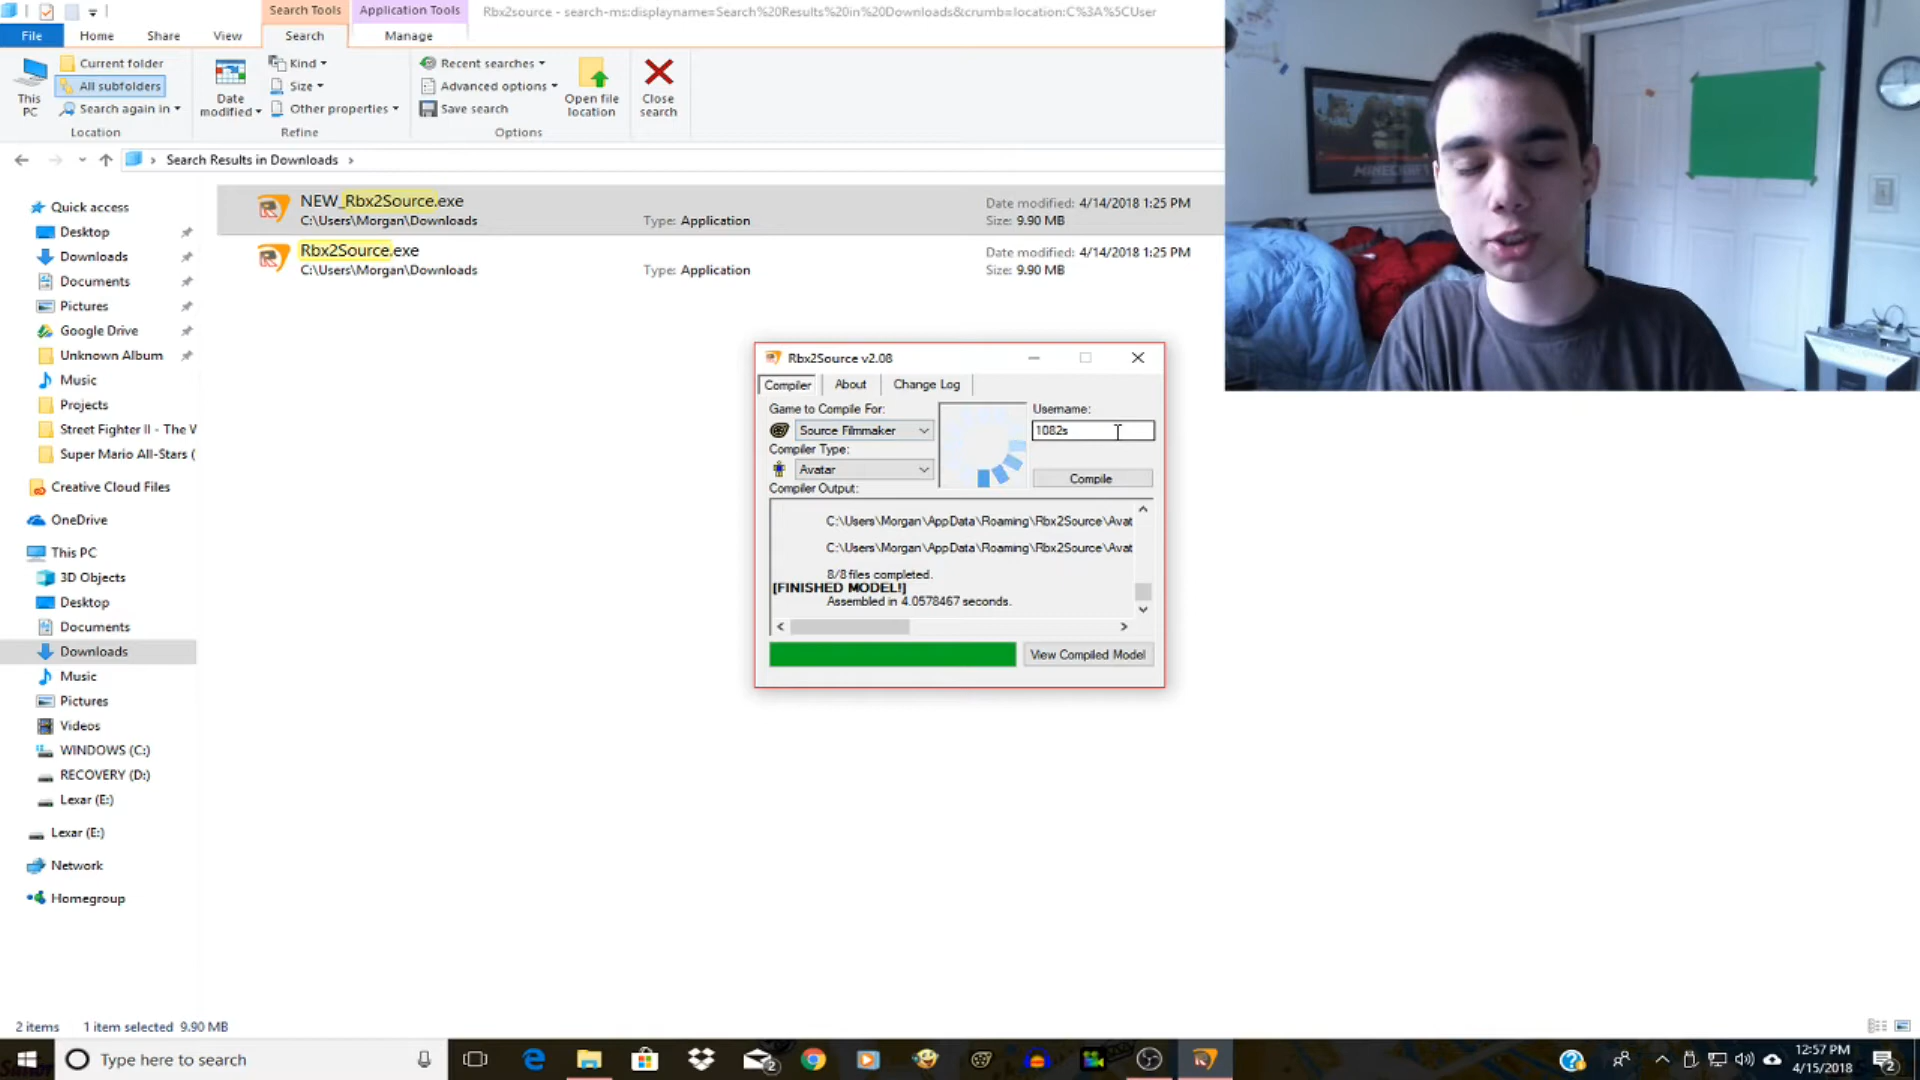 Search Tools
Application Tools
Rbx2source - search-ms:displayname=Search%20Results%20in%20Downloads&crumb=location:C%3A%5CUser
File
Home
Share
View
Search
Manage
This PC
Current folder
All subfolders
Search again in
Location
Date modified
Kind
Size
Other properties
Refine
Recent searches
Advanced options
Save search
Options
Open file location
Close search
Search Results in Downloads
Quick access
Desktop
Downloads
Documents
Pictures
Google Drive
Unknown Album
Music
Projects
Street Fighter II - The W
Super Mario All-Stars (
Creative Cloud Files
OneDrive
This PC
3D Objects
Desktop
Documents
Downloads
Music
Pictures
Videos
WINDOWS (C:)
RECOVERY (D:)
Lexar (E:)
Lexar (E:)
Network
Homegroup
NEW_Rbx2Source.exe
C:\Users\Morgan\Downloads
Type: Application
Date modified: 4/14/2018 1:25 PM
Size: 9.90 MB
Rbx2Source.exe
C:\Users\Morgan\Downloads
Type: Application
Date modified: 4/14/2018 1:25 PM
Size: 9.90 MB
MINECRAFT
Rbx2Source v2.08
Compiler
About
Change Log
Game to Compile For:
Source Filmmaker
Compiler Type:
Avatar
Username:
1082s
Compile
Compiler Output:
C:\Users\Morgan\AppData\Roaming\Rbx2Source\Avat
C:\Users\Morgan\AppData\Roaming\Rbx2Source\Avat
8/8 files completed.
[FINISHED MODEL!]
Assembled in 4.0578467 seconds.
View Compiled Model
2 items
1 item selected 9.90 MB
Type here to search
2
12:57 PM
4/15/2018
2